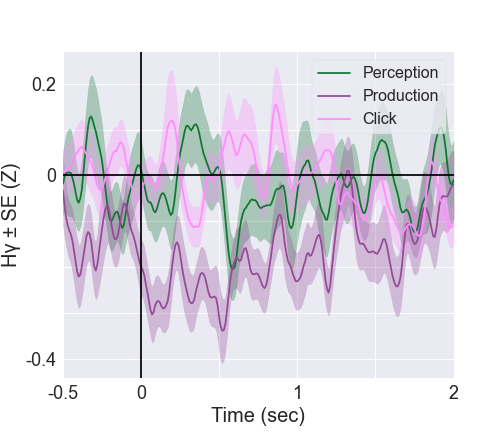 Perception
Production
Click
0.2
0
-0.4
Hγ ± SE (Z)
-0.5
0
1
2
Time (sec)